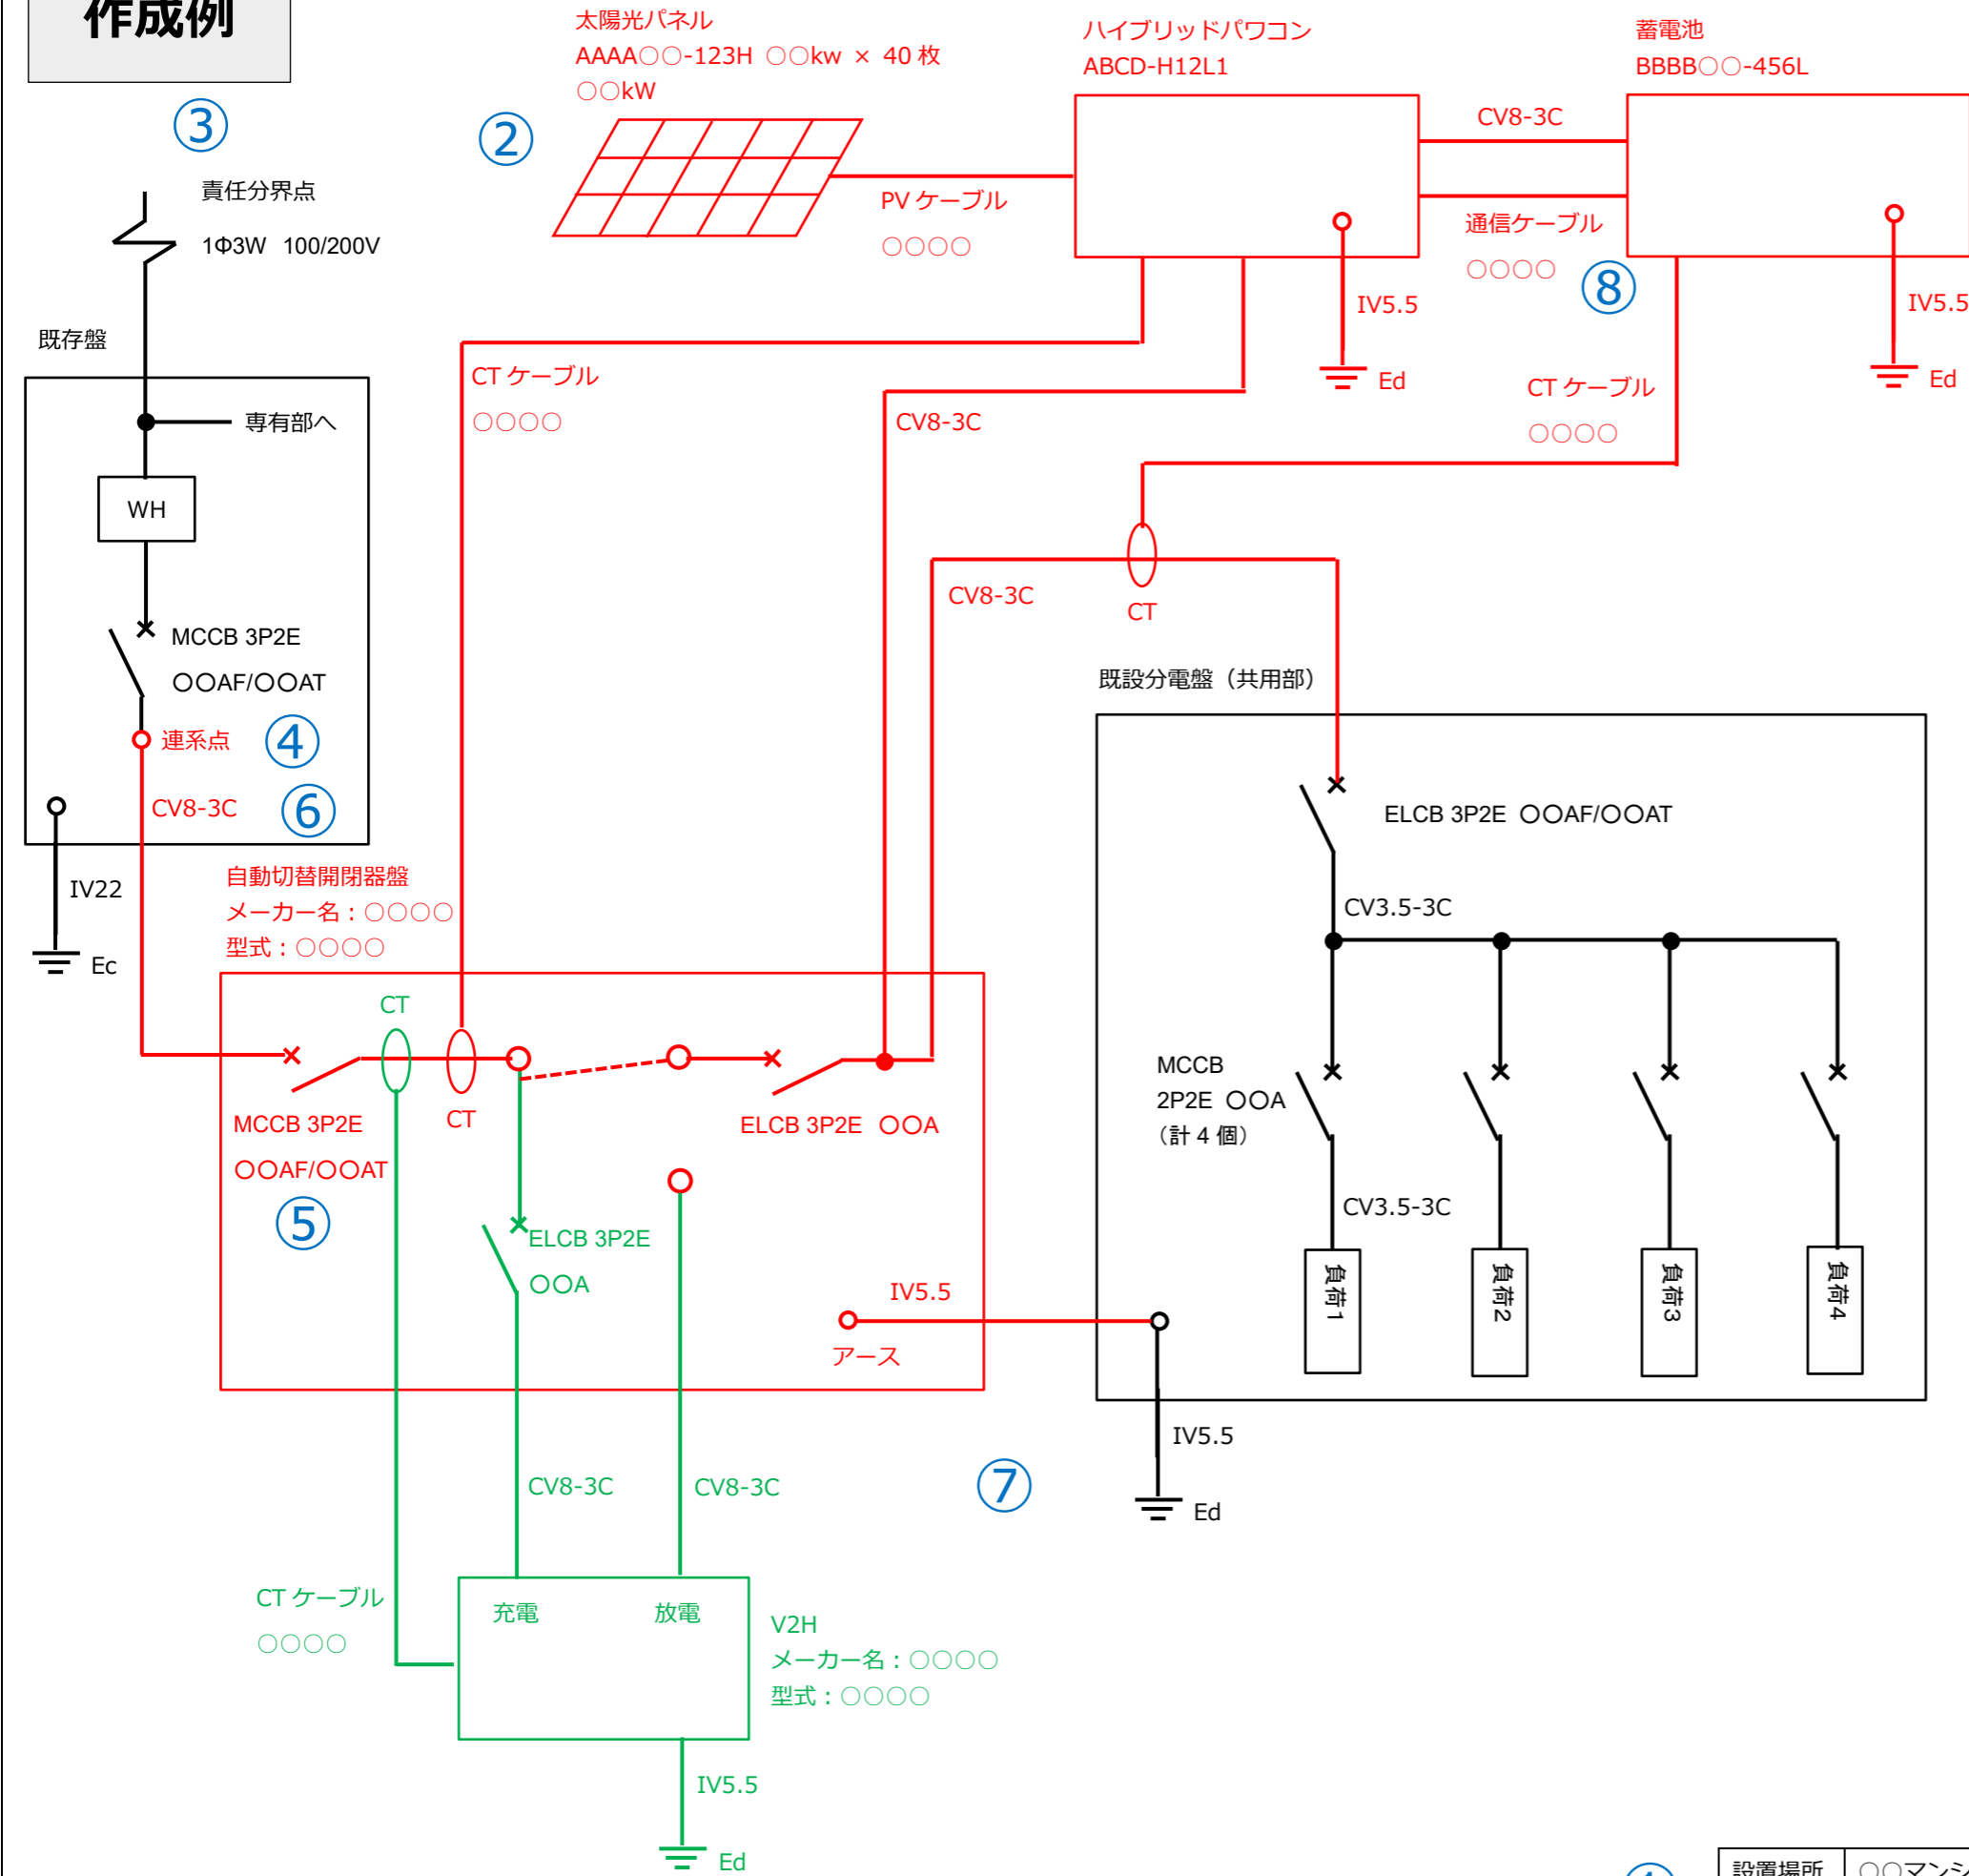 作成例
太陽光パネル
AAAA○○-123H ○○kw × 40 枚
○○kW
ハイブリッドパワコン
ABCD-H12L1
蓄電池
BBBB○○-456L
③
②
CV8-3C
責任分界点
1Φ3W 100/200V
PV ケーブル
○○○○
通信ケーブル
○○○○
⑧
IV5.5
IV5.5
既存盤
CT ケーブル
○○○○
Ed
Ed
CT ケーブル
○○○○
CV8-3C
専有部へ
WH
CV8-3C
CT
MCCB 3P2E
○○AF/○○AT
連系点
④
既設分電盤（共用部）
CV8-3C
⑥
ELCB 3P2E ○○AF/○○AT
IV22
Ec
自動切替開閉器盤
メーカー名：○○○○
型式：○○○○
CV3.5-3C
CT
MCCB 3P2E
○○AF/○○AT
CT
ELCB 3P2E ○○A
MCCB
2P2E ○○A
（計 4 個）
⑤
ELCB 3P2E
○○A
CV3.5-3C
IV5.5
アース
負荷1
負荷2
負荷3
負荷4
IV5.5
Ed
CV8-3C
CV8-3C
⑦
CT ケーブル
○○○○
充電
放電
V2H
メーカー名：○○○○
型式：○○○○
IV5.5
Ed
設置場所